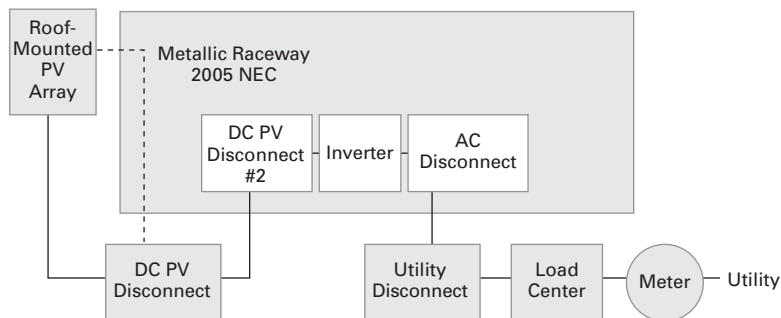 Roof-
Mounted
PV
Array
Metallic Raceway
2005 NEC
DC PV
Disconnect
#2
Inverter
AC
Disconnect
DC PV
Disconnect
Utility
Disconnect
Load
Center
Meter
Utility